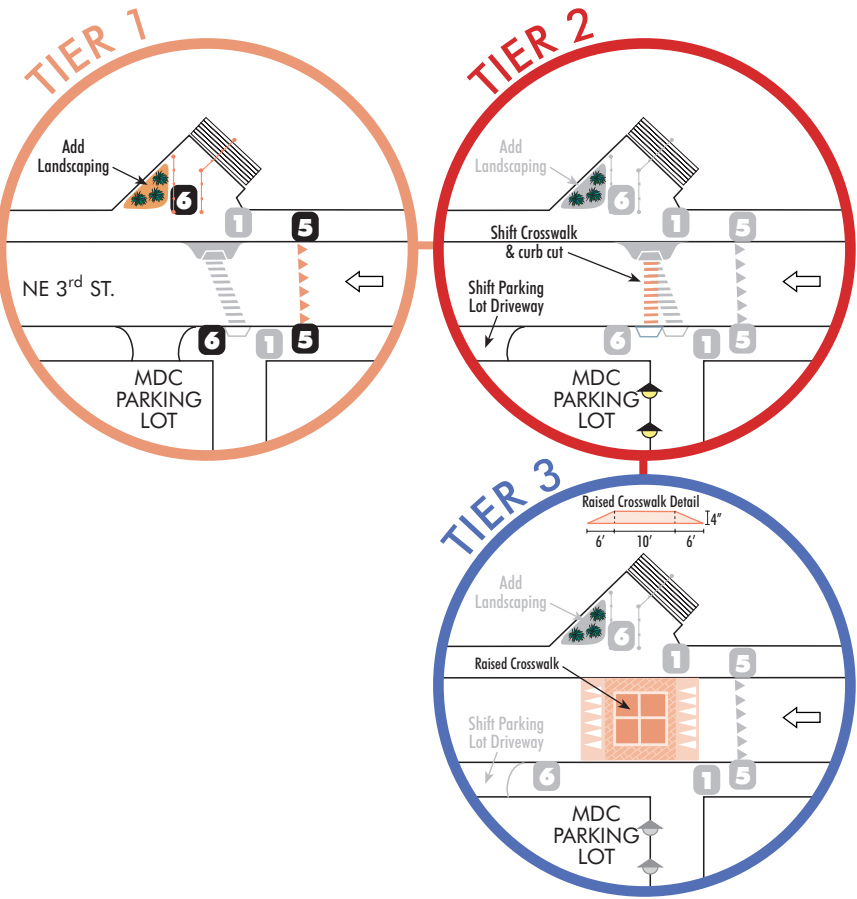 TIER 1
Add
Landscaping
6
1
5
NE 3rd ST.
6
1
5
MDC
PARKING
LOT
TIER 2
Add
Landscaping
6
1
5
Shift Crosswalk
& curb cut
Shift Parking
Lot Driveway
6
1
5
MDC
PARKING
LOT
TIER 3
Raised Crosswalk Detail
4"
6' 10' 6'
Add
Landscaping
6
1
5
Raised Crosswalk
Shift Parking
Lot Driveway
6
1
5
MDC
PARKING
LOT